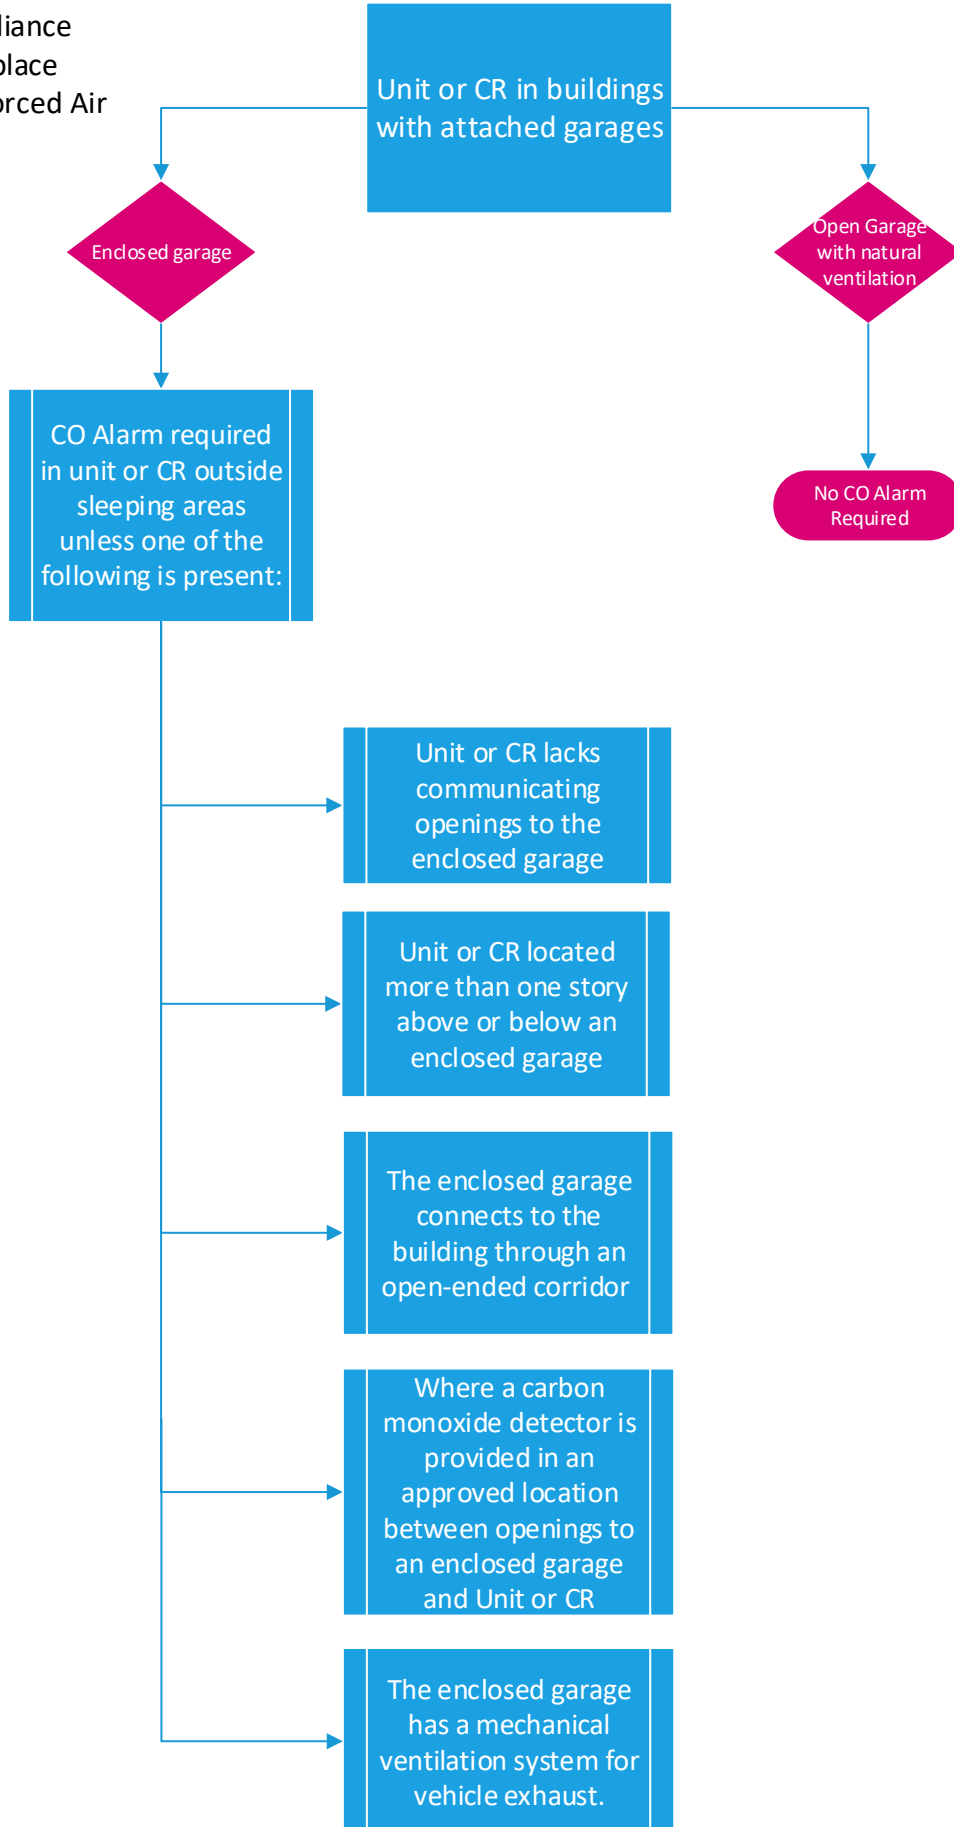 Unit or CR in buildings
with attached garages
Enclosed garage
Open Garage
with natural
ventilation
CO Alarm required
in unit or CR outside
sleeping areas
unless one of the
following is present:
No CO Alarm
Required
Unit or CR lacks
communicating
openings to the
enclosed garage
Unit or CR located
more than one story
above or below an
enclosed garage
The enclosed garage
connects to the
building through an
open-ended corridor
Where a carbon
monoxide detector is
provided in an
approved location
between openings to
an enclosed garage
and Unit or CR
The enclosed garage
has a mechanical
ventilation system for
vehicle exhaust.
Air